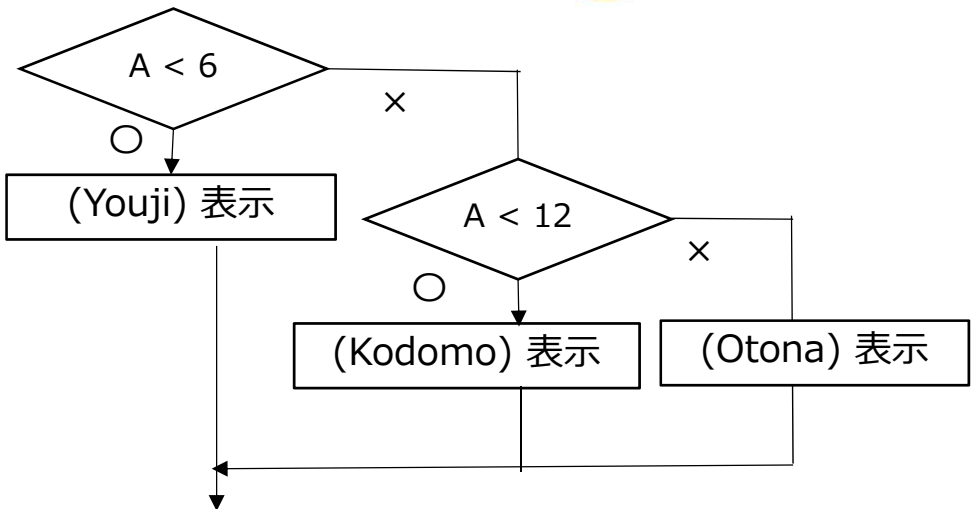 A < 6
×
〇
(Youji) 表示
A < 12
×
〇
(Kodomo) 表示
(Otona) 表示